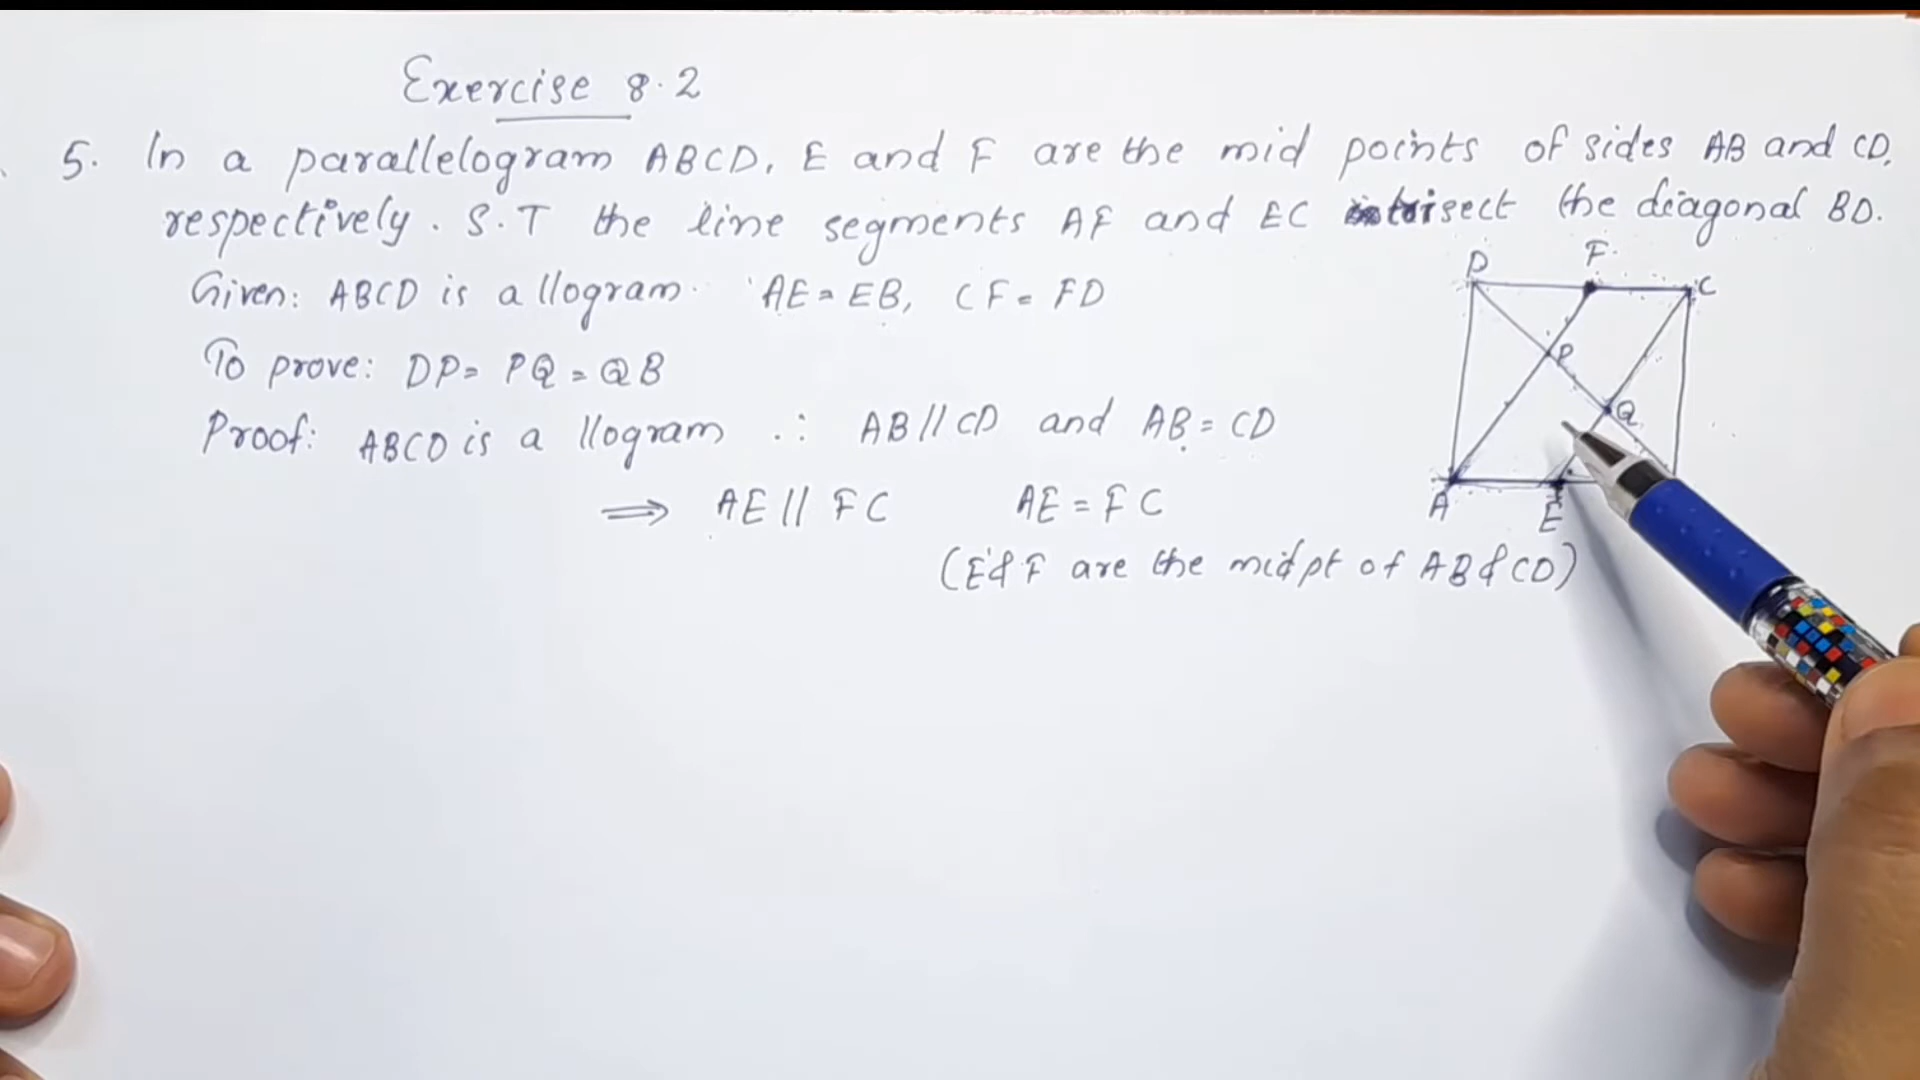 Exercise 8.2
5. In a parallelogram ABCD, E and F are the mid points of sides AB and CD,
respectively. S.T the line segments AF and EC trisect the diagonal BD.
Given: ABCD is a llogram. AE = EB, CF = FD
To prove: DP = PQ = QB
Proof: ABCD is a llogram ∴ AB // CD and AB = CD
⟹ AE // FC AE = FC
(E & F are the midpt of AB & CD)
D F C
P
Q
A E